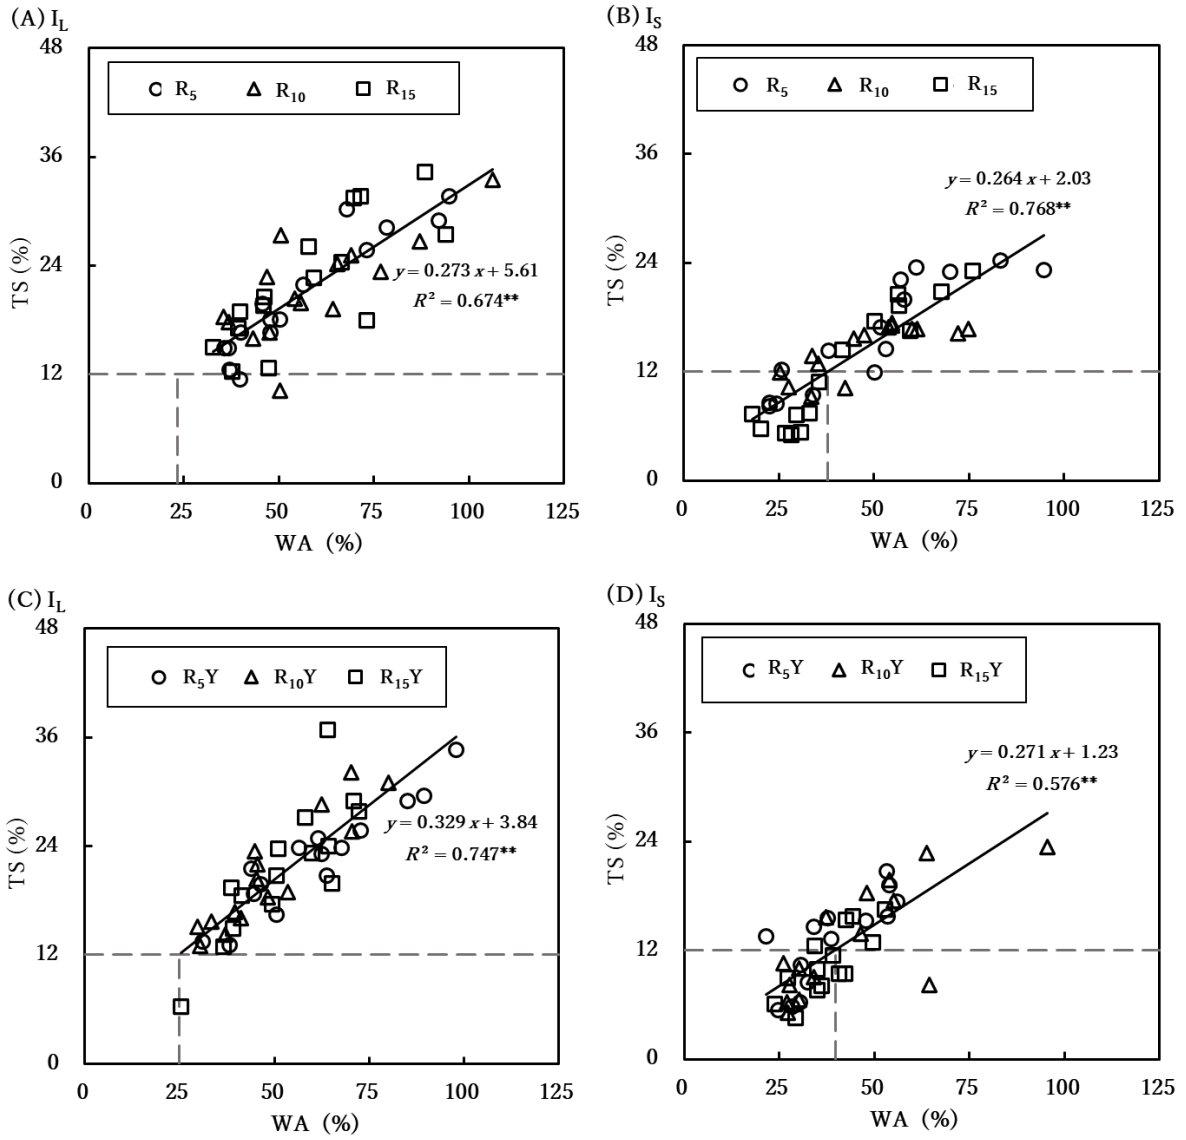 (A) I_L
48
36
24
12
0
TS (%)
R_5 R_10 R_15
y = 0.273 x + 5.61
R² = 0.674**
0 25 50 75 100 125
WA (%)
(B) I_S
48
36
24
12
0
TS (%)
R_5 R_10 R_15
y = 0.264 x + 2.03
R² = 0.768**
0 25 50 75 100 125
WA (%)
(C) I_L
48
36
24
12
0
TS (%)
R_5Y R_10Y R_15Y
y = 0.329 x + 3.84
R² = 0.747**
0 25 50 75 100 125
WA (%)
(D) I_S
48
36
24
12
0
TS (%)
R_5Y R_10Y R_15Y
y = 0.271 x + 1.23
R² = 0.576**
0 25 50 75 100 125
WA (%)